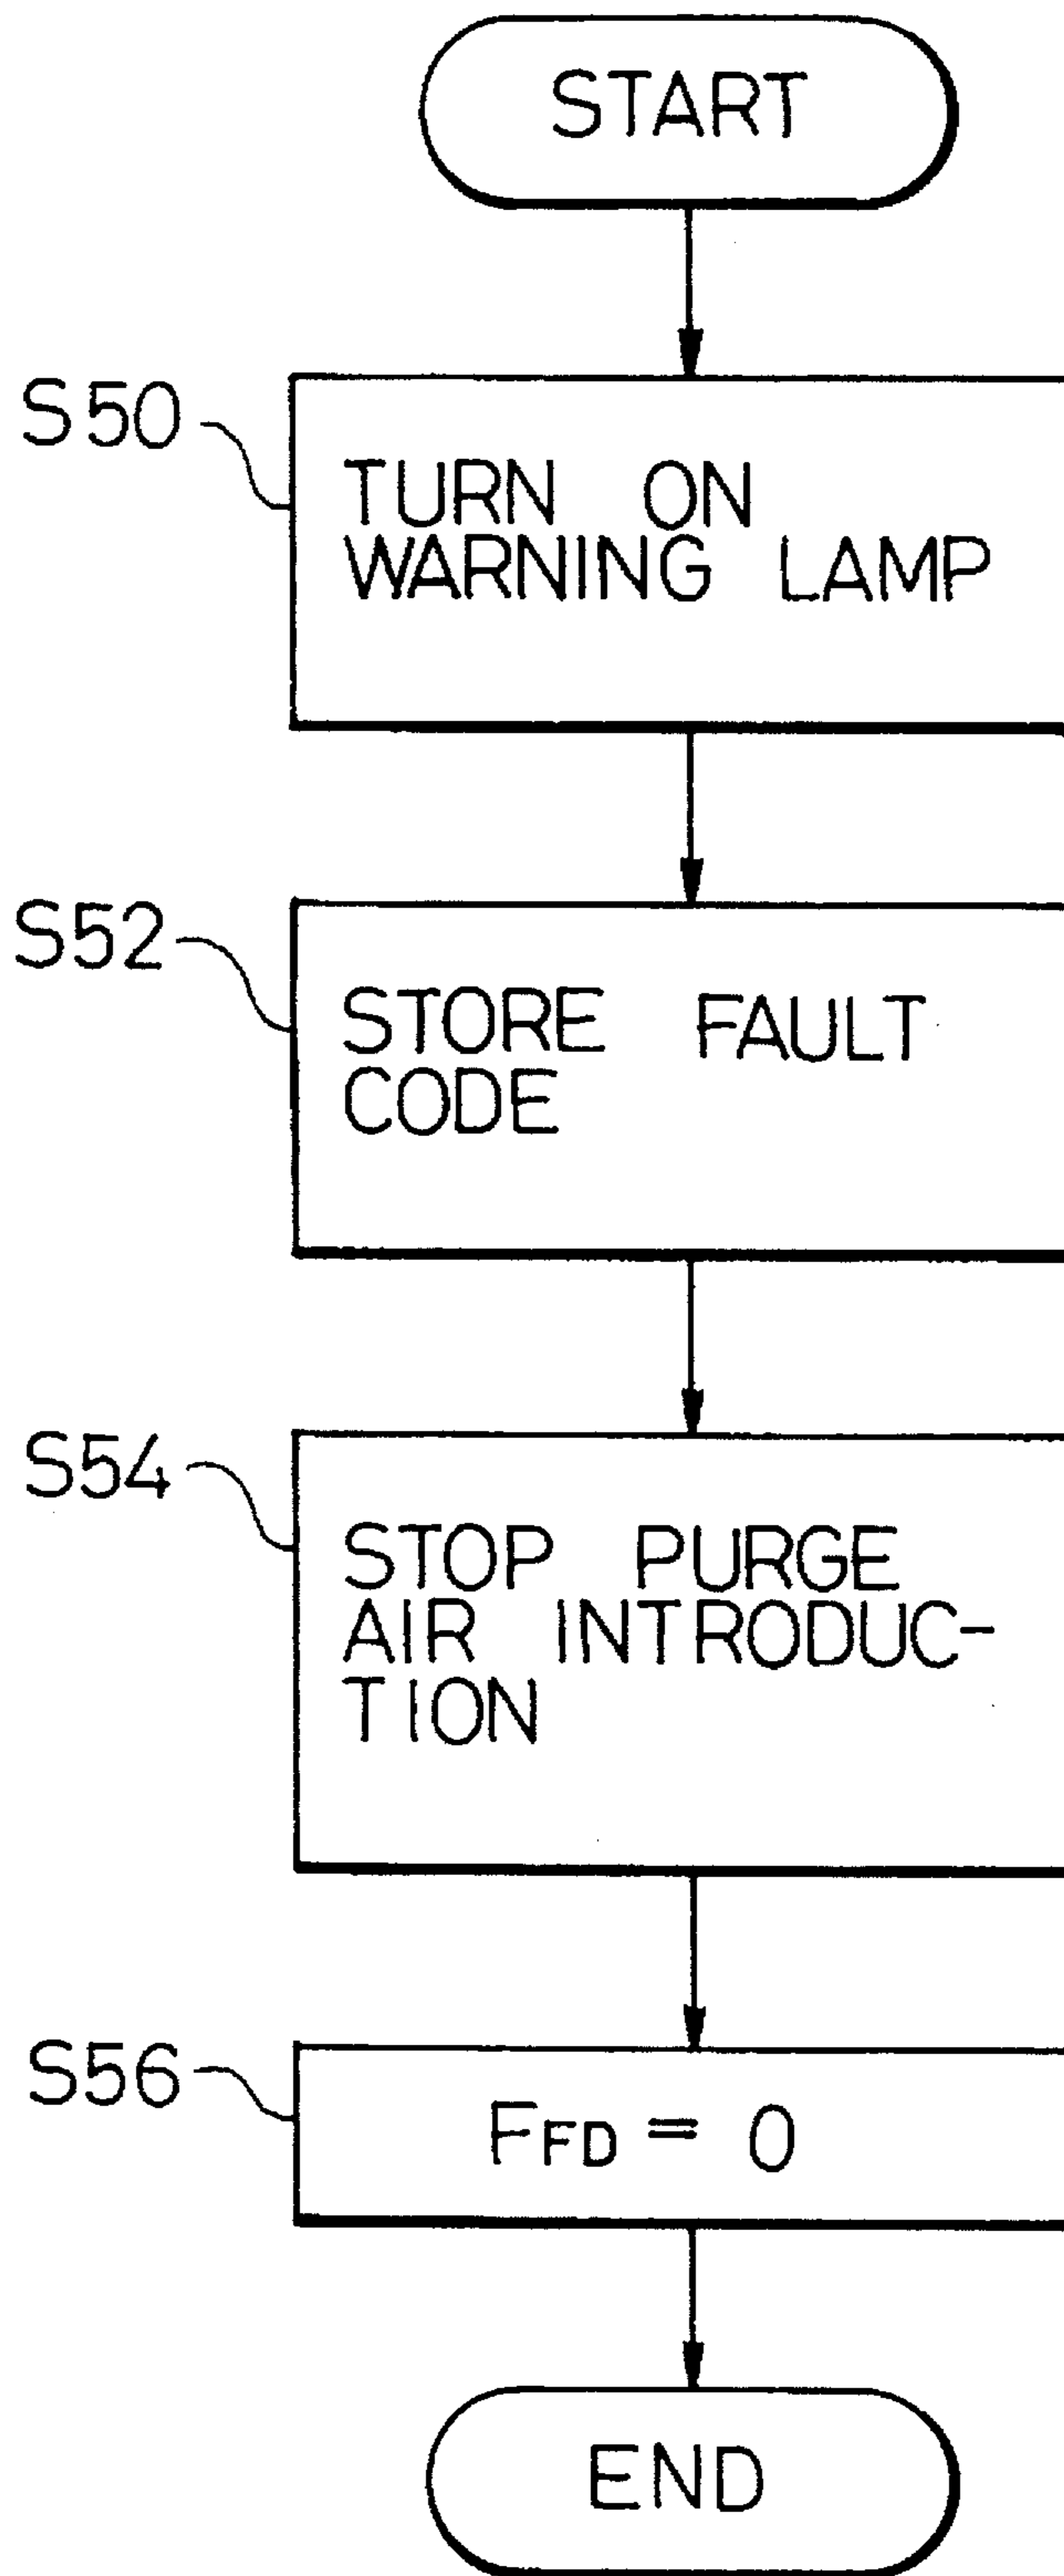 START
S50
TURN ON
WARNING LAMP
S52
STORE FAULT
CODE
S54
STOP PURGE
AIR INTRODUC-
TION
S56
FFD = 0
END